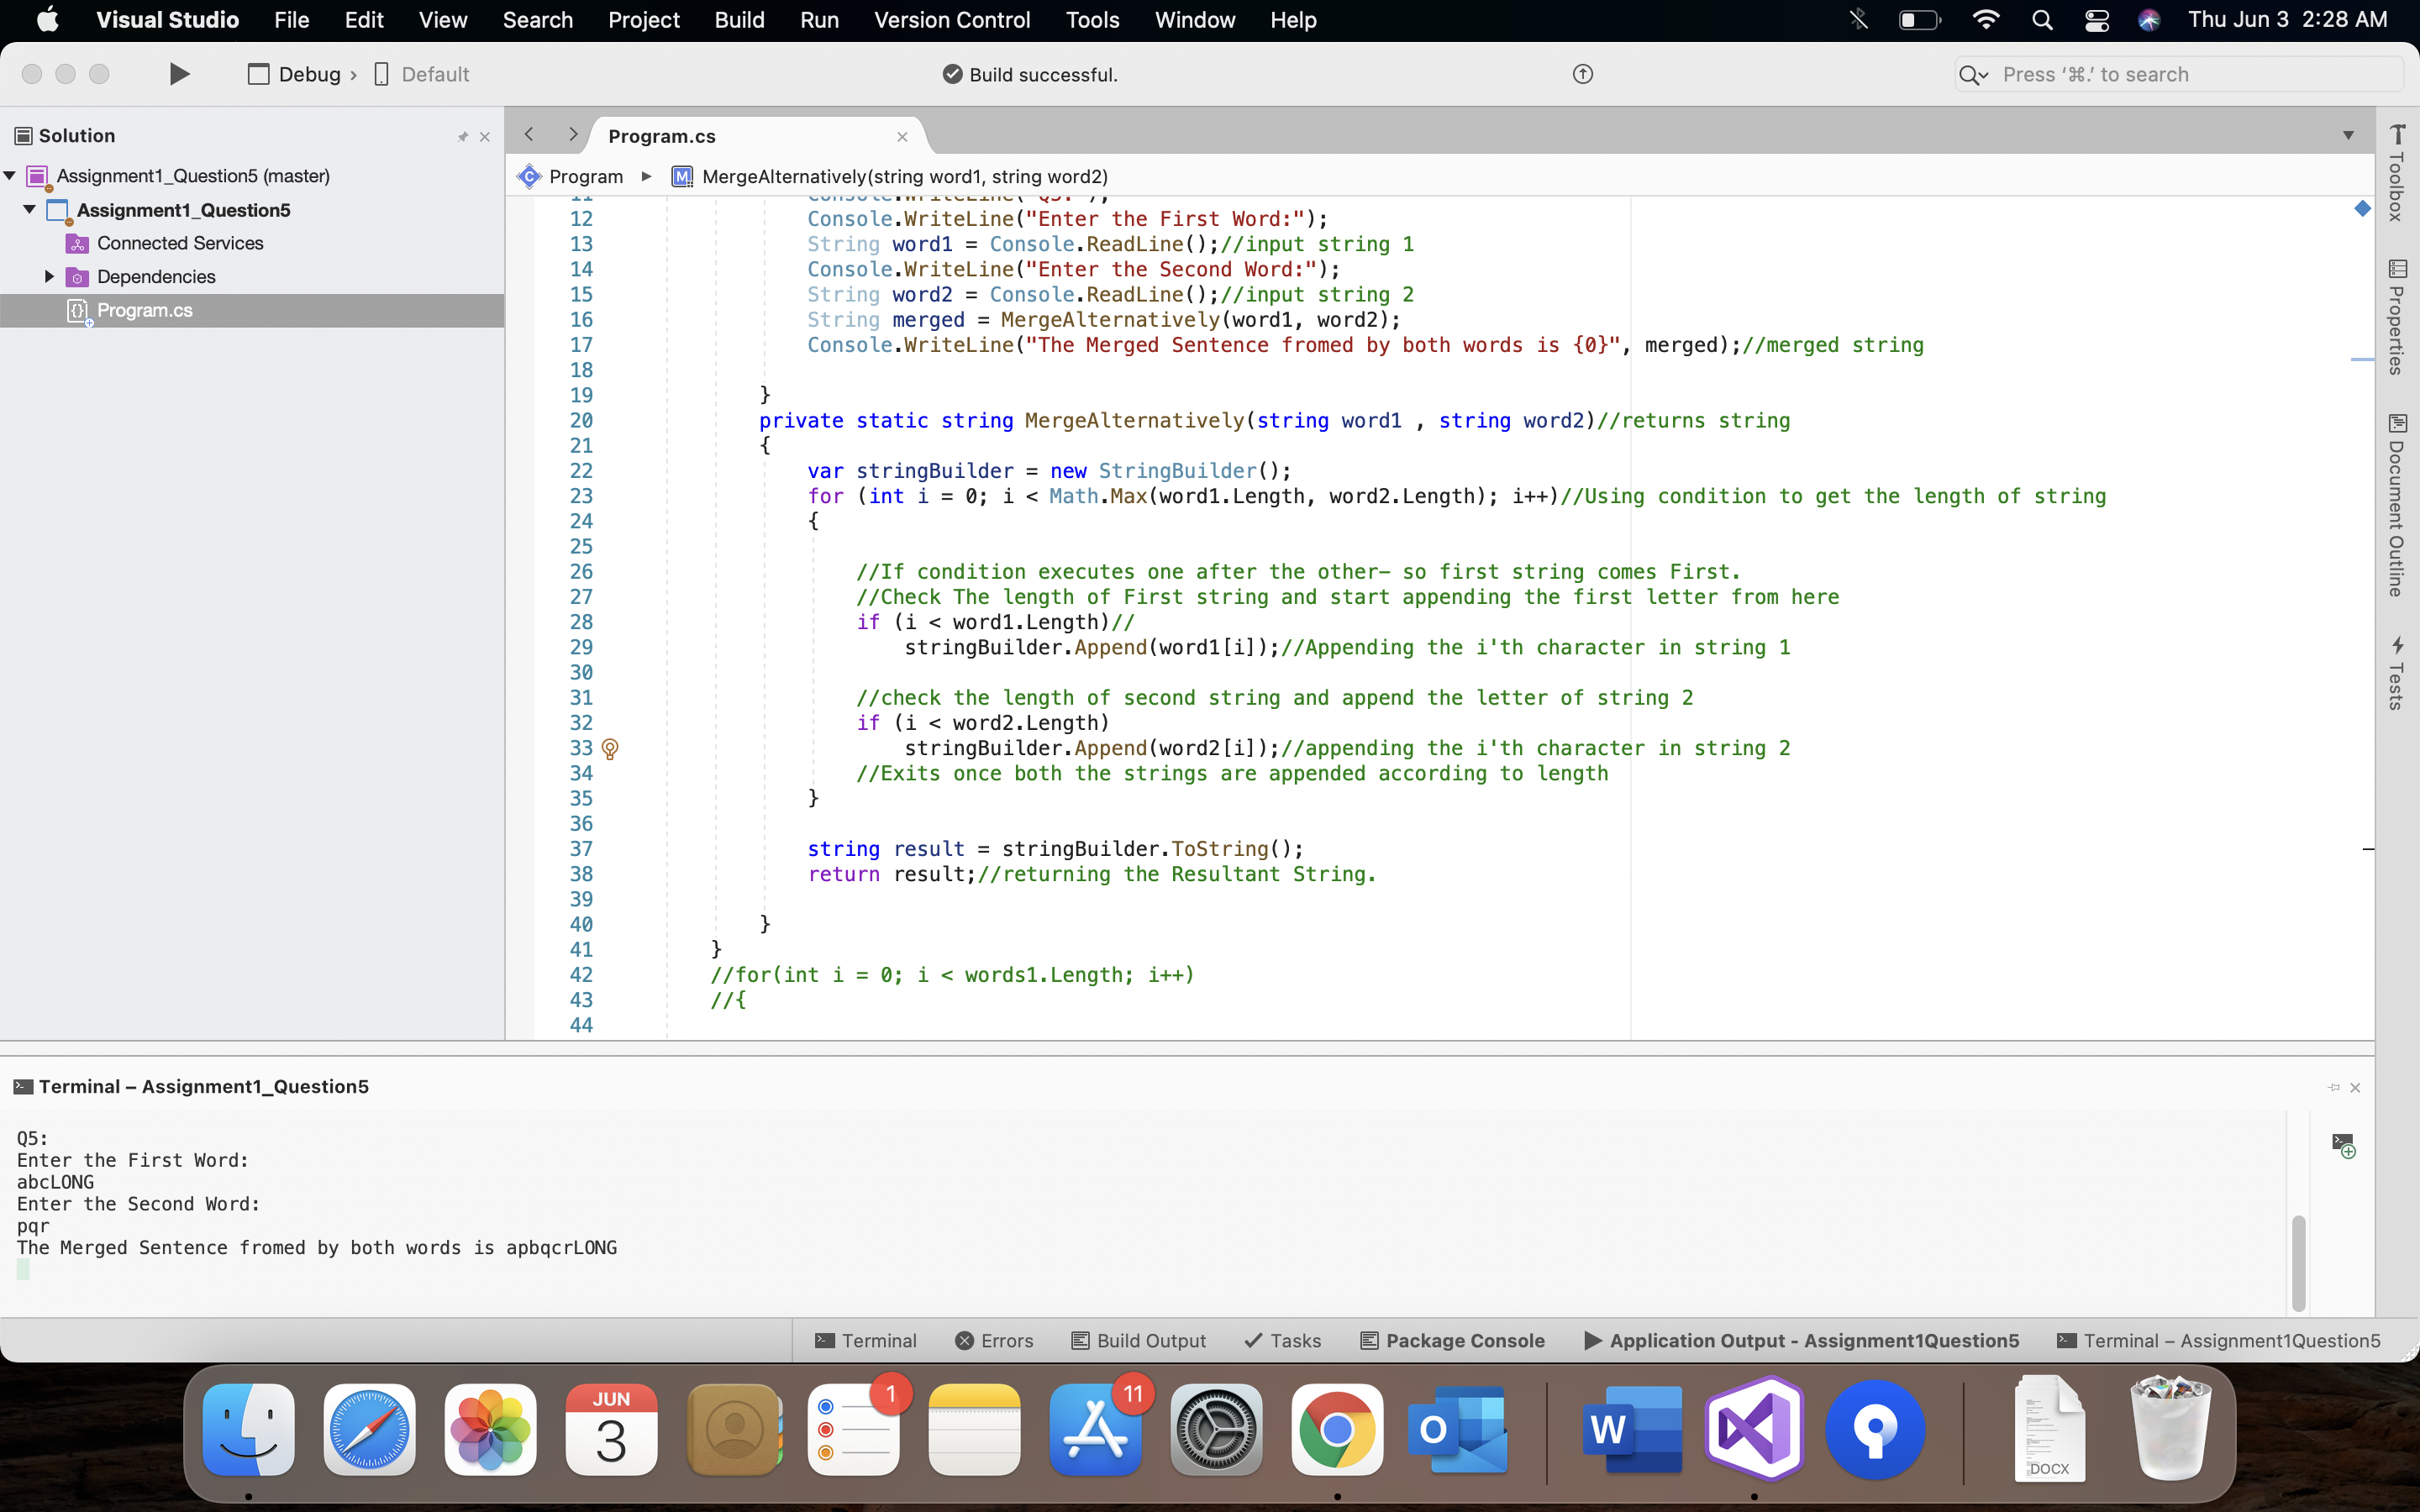 Visual Studio File Edit View Search Project Build Run Version Control Tools Window Help Thu Jun 3 2:28 AM
Debug › Default Build successful. Press ‘⌘.’ to search
Solution
Assignment1_Question5 (master)
Assignment1_Question5
Connected Services
Dependencies
Program.cs
Program.cs
Program ▸ M MergeAlternatively(string word1, string word2)
11 Console.WriteLine("Q5:");
12 Console.WriteLine("Enter the First Word:");
13 String word1 = Console.ReadLine();//input string 1
14 Console.WriteLine("Enter the Second Word:");
15 String word2 = Console.ReadLine();//input string 2
16 String merged = MergeAlternatively(word1, word2);
17 Console.WriteLine("The Merged Sentence fromed by both words is {0}", merged);//merged string
18
19 }
20 private static string MergeAlternatively(string word1 , string word2)//returns string
21 {
22 var stringBuilder = new StringBuilder();
23 for (int i = 0; i < Math.Max(word1.Length, word2.Length); i++)//Using condition to get the length of string
24 {
25
26 //If condition executes one after the other– so first string comes First.
27 //Check The length of First string and start appending the first letter from here
28 if (i < word1.Length)//
29 stringBuilder.Append(word1[i]);//Appending the i'th character in string 1
30
31 //check the length of second string and append the letter of string 2
32 if (i < word2.Length)
33 stringBuilder.Append(word2[i]);//appending the i'th character in string 2
34 //Exits once both the strings are appended according to length
35 }
36
37 string result = stringBuilder.ToString();
38 return result;//returning the Resultant String.
39
40 }
41 }
42 //for(int i = 0; i < words1.Length; i++)
43 //{
44
Toolbox
Properties
Document Outline
Tests
Terminal – Assignment1_Question5
Q5:
Enter the First Word:
abcLONG
Enter the Second Word:
pqr
The Merged Sentence fromed by both words is apbqcrLONG
Terminal Errors Build Output Tasks Package Console Application Output - Assignment1Question5 Terminal – Assignment1Question5
JUN
3
1
11
O
W
DOCX